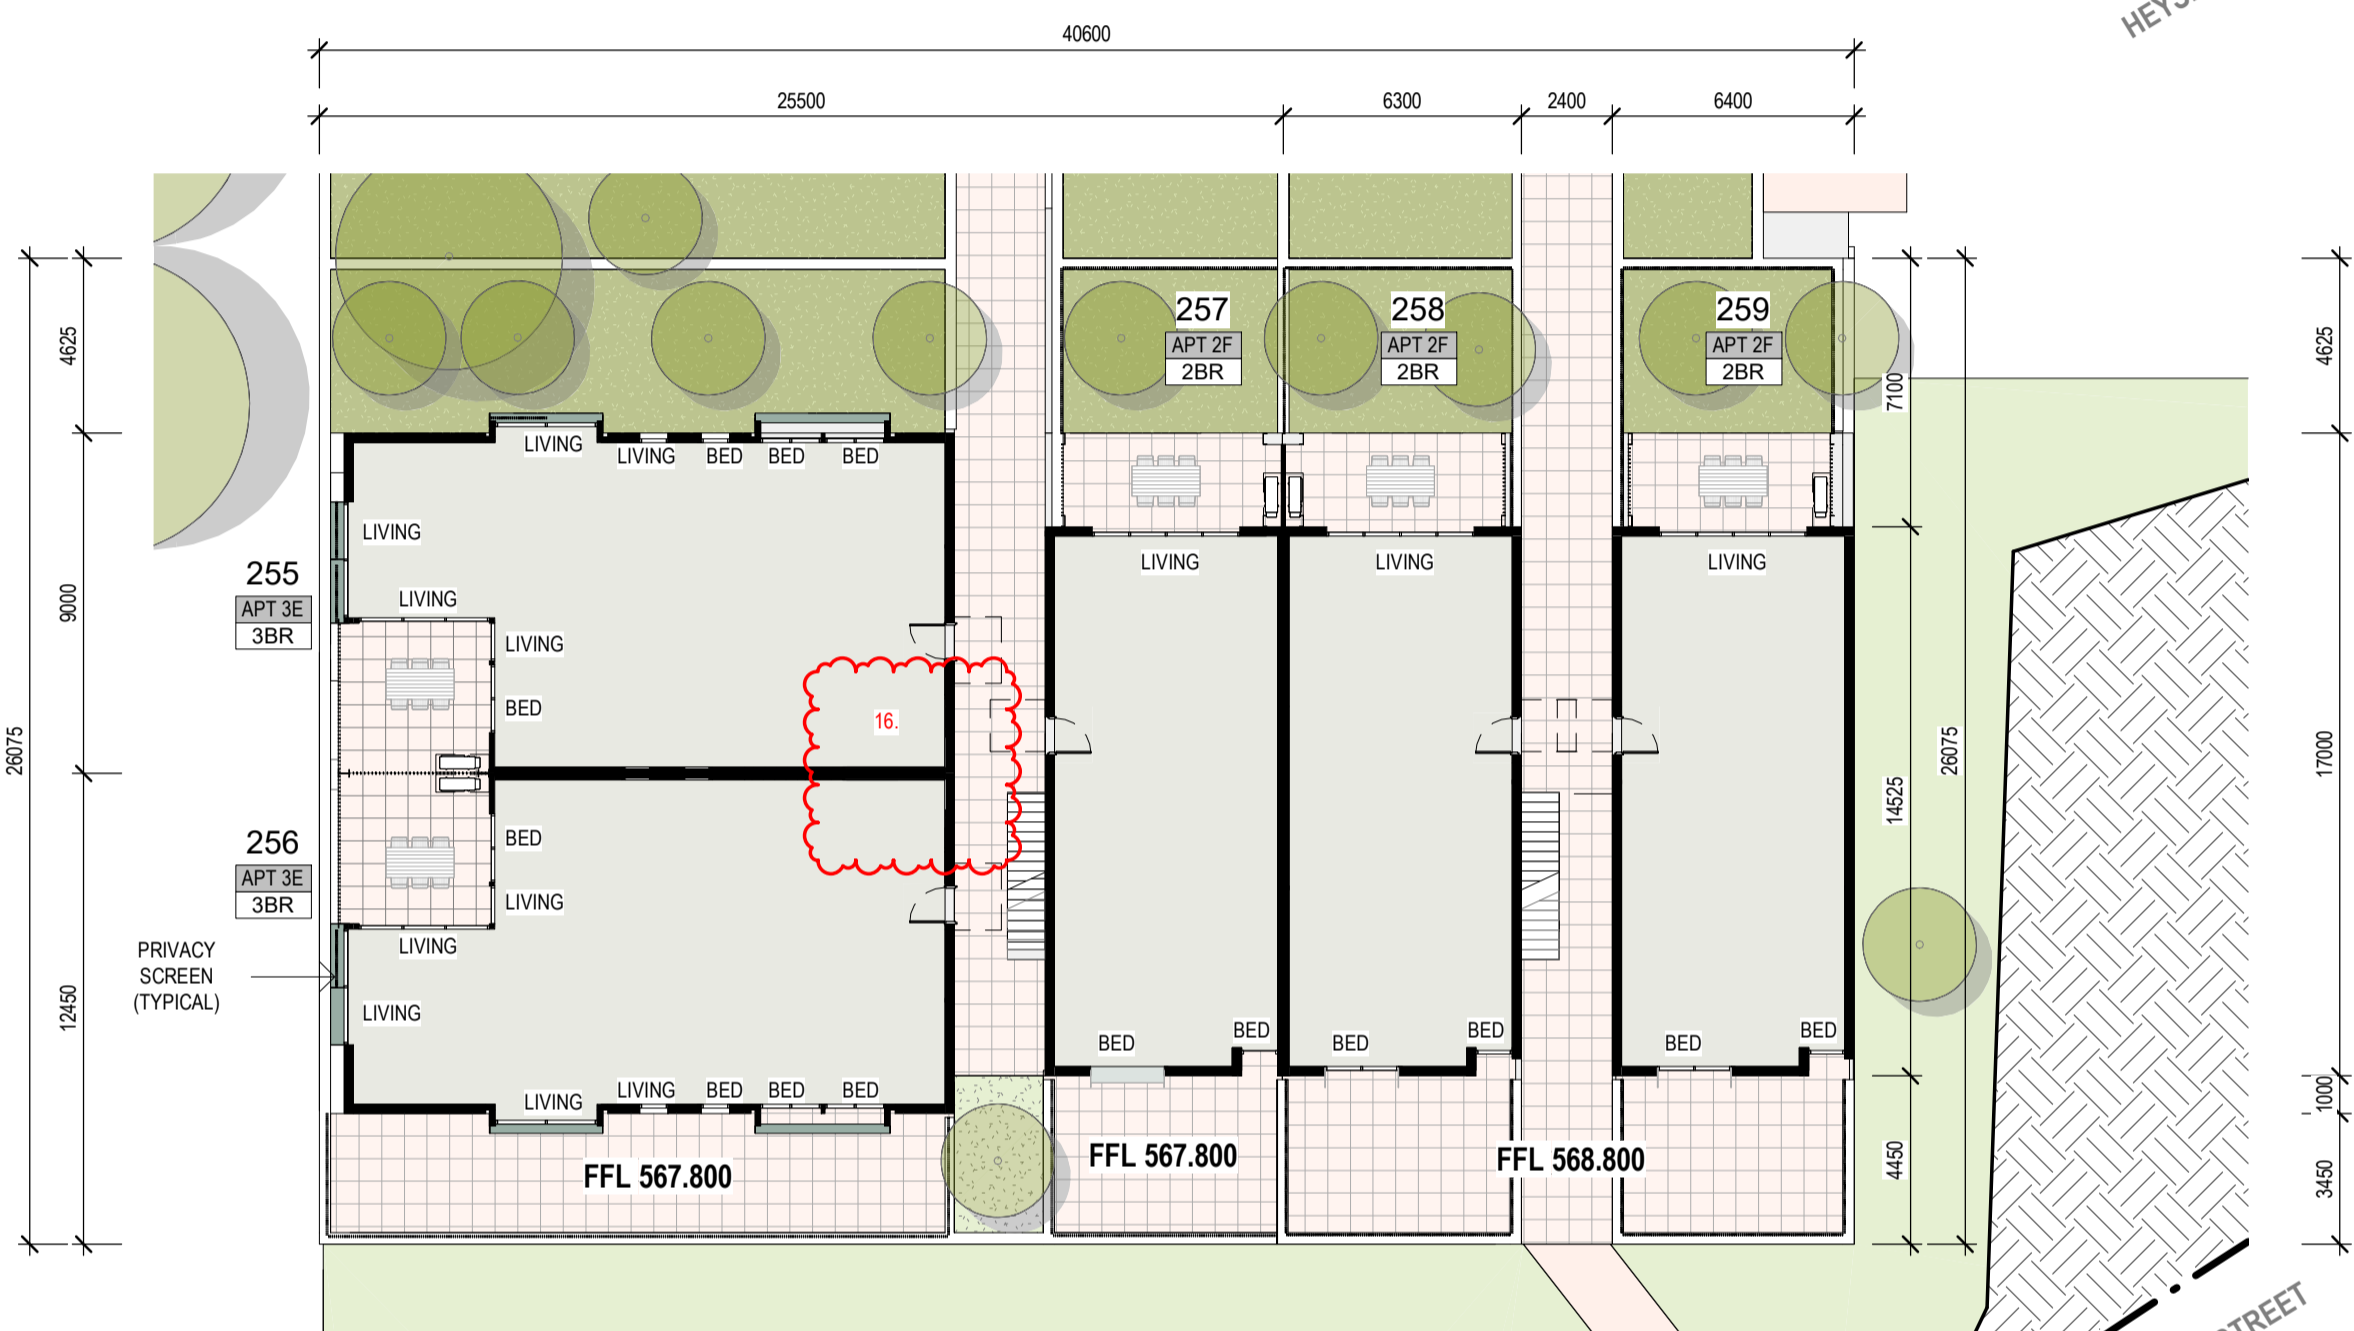 HEYS
40600
25500
6300
2400
6400
257
APT 2F
2BR
258
APT 2F
2BR
259
APT 2F
2BR
4625
7100
4625
LIVING
LIVING
BED
BED
BED
LIVING
LIVING
LIVING
BED
255
APT 3E
3BR
9000
LIVING
LIVING
LIVING
16.
26075
26075
17000
14525
256
APT 3E
3BR
BED
LIVING
LIVING
LIVING
PRIVACY
SCREEN
(TYPICAL)
12450
LIVING
LIVING
BED
BED
BED
BED
BED
BED
BED
BED
BED
FFL 567.800
FFL 567.800
FFL 568.800
1000
4450
3450
STREET